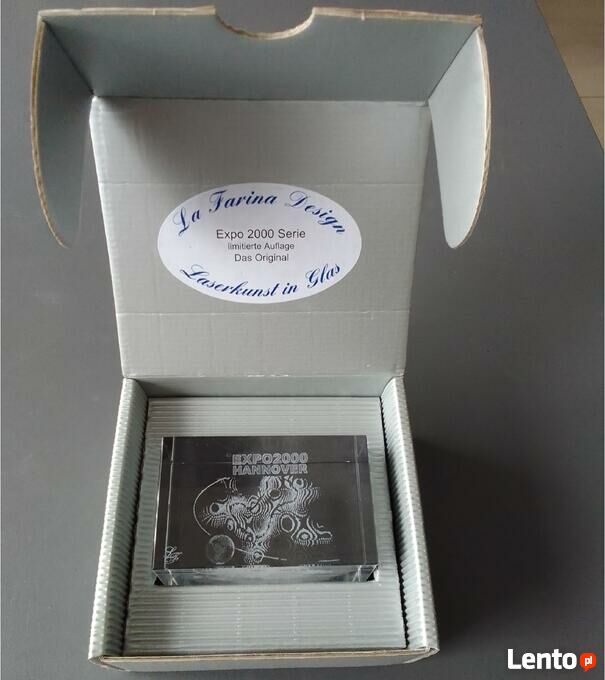 La Farina Design
Expo 2000 Serie
limitierte Auflage
Das Original
Laserkunst in Glas
EXPO2000
HANNOVER
Lento.pl